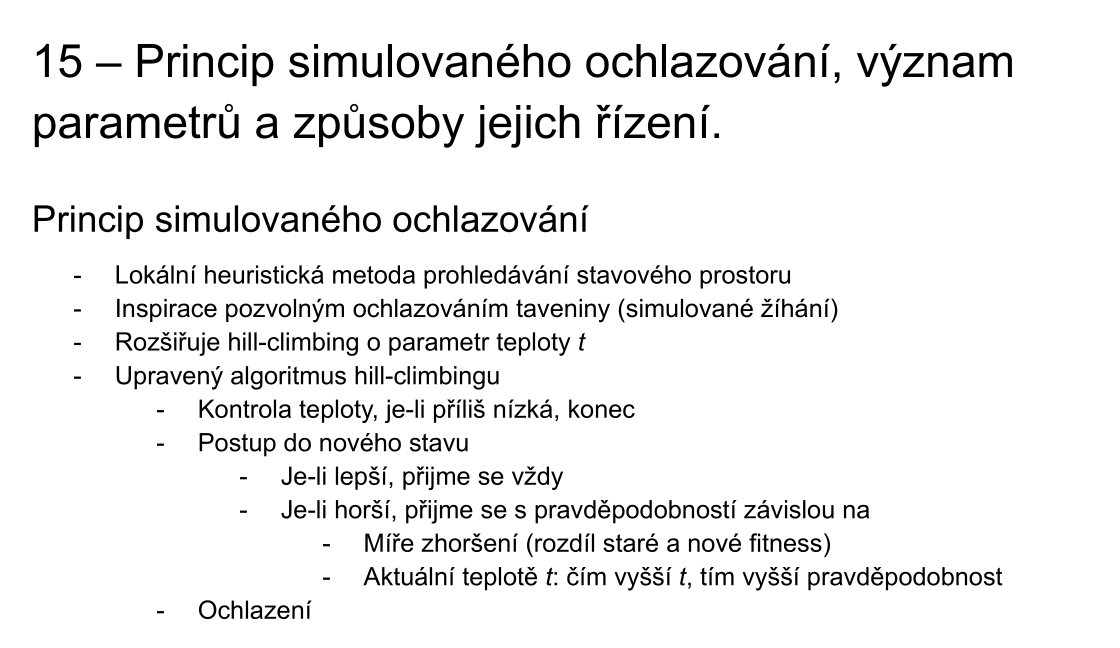 15 – Princip simulovaného ochlazování, význam
parametrů a způsoby jejich řízení.
Princip simulovaného ochlazování
- Lokální heuristická metoda prohledávání stavového prostoru
- Inspirace pozvolným ochlazováním taveniny (simulované žíhání)
- Rozšiřuje hill-climbing o parametr teploty t
- Upravený algoritmus hill-climbingu
- Kontrola teploty, je-li příliš nízká, konec
- Postup do nového stavu
- Je-li lepší, přijme se vždy
- Je-li horší, přijme se s pravděpodobností závislou na
- Míře zhoršení (rozdíl staré a nové fitness)
- Aktuální teplotě t: čím vyšší t, tím vyšší pravděpodobnost
- Ochlazení